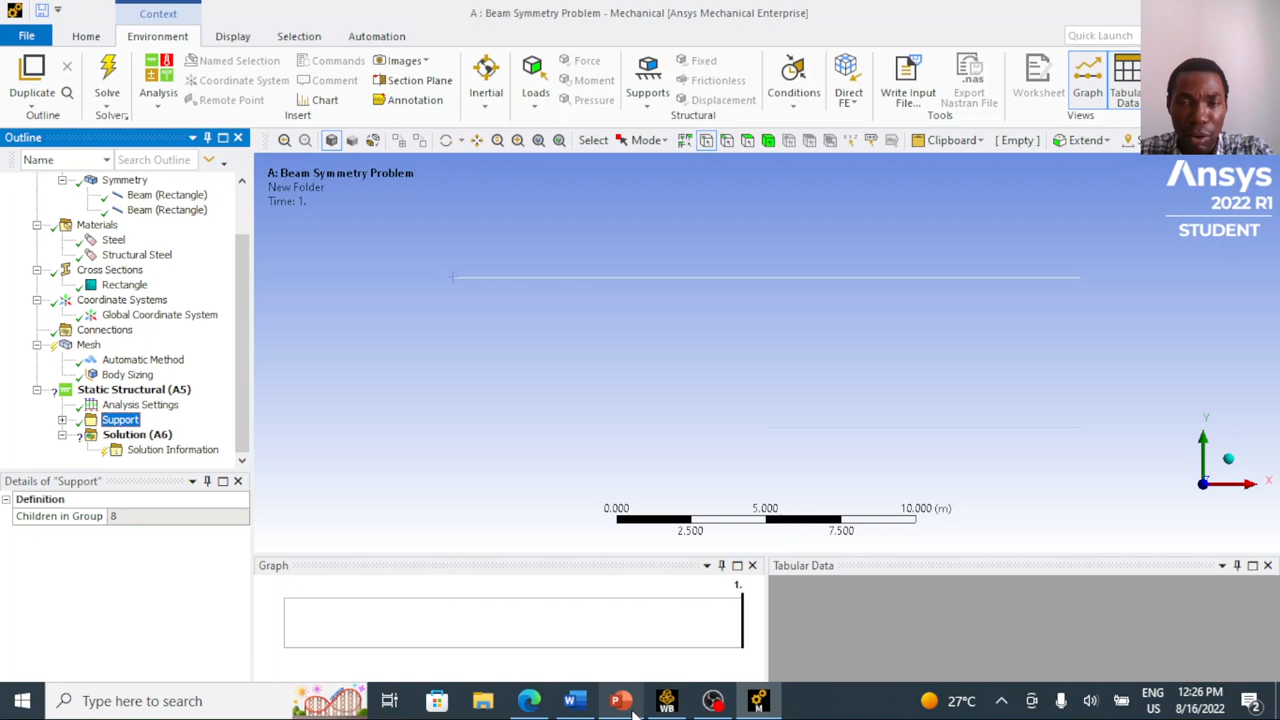 Context
A : Beam Symmetry Problem - Mechanical [Ansys Mechanical Enterprise]
File
Home
Environment
Display
Selection
Automation
Quick Launch
Duplicate
Outline
Solve
Solver
Analysis
Named Selection
Coordinate System
Remote Point
Commands
Comment
Chart
Images
Section Plane
Annotation
Insert
Inertial
Loads
Force
Moment
Pressure
Supports
Fixed
Frictionless
Displacement
Structural
Conditions
Direct FE
Write Input File...
Export Nastran File
Tools
Worksheet
Graph
Tabular Data
Views
Outline
Name
Search Outline
Select
Mode
Clipboard
[ Empty ]
Extend
Symmetry
Beam (Rectangle)
Beam (Rectangle)
Materials
Steel
Structural Steel
Cross Sections
Rectangle
Coordinate Systems
Global Coordinate System
Connections
Mesh
Automatic Method
Body Sizing
Static Structural (A5)
Analysis Settings
Support
Solution (A6)
Solution Information
Details of "Support"
Definition
Children in Group 8
A: Beam Symmetry Problem
New Folder
Time: 1.
Ansys
2022 R1
STUDENT
Y
X
0.000 5.000 10.000 (m)
2.500 7.500
Graph
1.
Tabular Data
Type here to search
WB
M
27°C
ENG
US
12:26 PM
8/16/2022
2